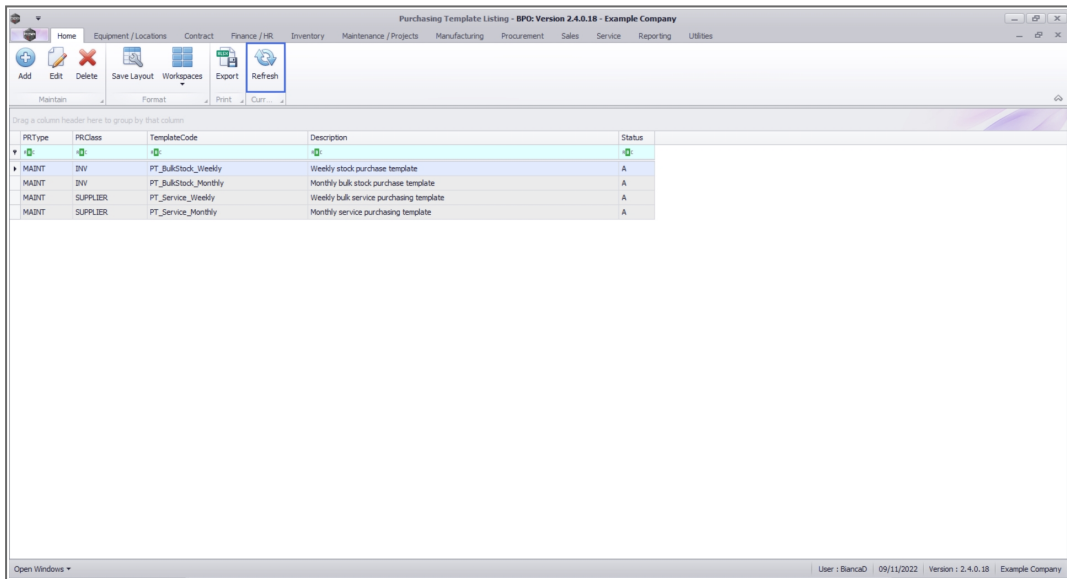 Purchasing Template Listing - BPO: Version 2.4.0.18 - Example Company
Home Equipment / Locations Contract Finance / HR Inventory Maintenance / Projects Manufacturing Procurement Sales Service Reporting Utilities
Add Edit Delete Save Layout Workspaces Export Refresh
Maintain Format Print Curr...
Drag a column header here to group by that column
PRType PRClass TemplateCode Description Status
MAINT INV PT_BulkStock_Weekly Weekly stock purchase template A
MAINT INV PT_BulkStock_Monthly Monthly bulk stock purchase template A
MAINT SUPPLIER PT_Service_Weekly Weekly bulk service purchasing template A
MAINT SUPPLIER PT_Service_Monthly Monthly service purchasing template A
Open Windows User : BiancaD 09/11/2022 Version : 2.4.0.18 Example Company